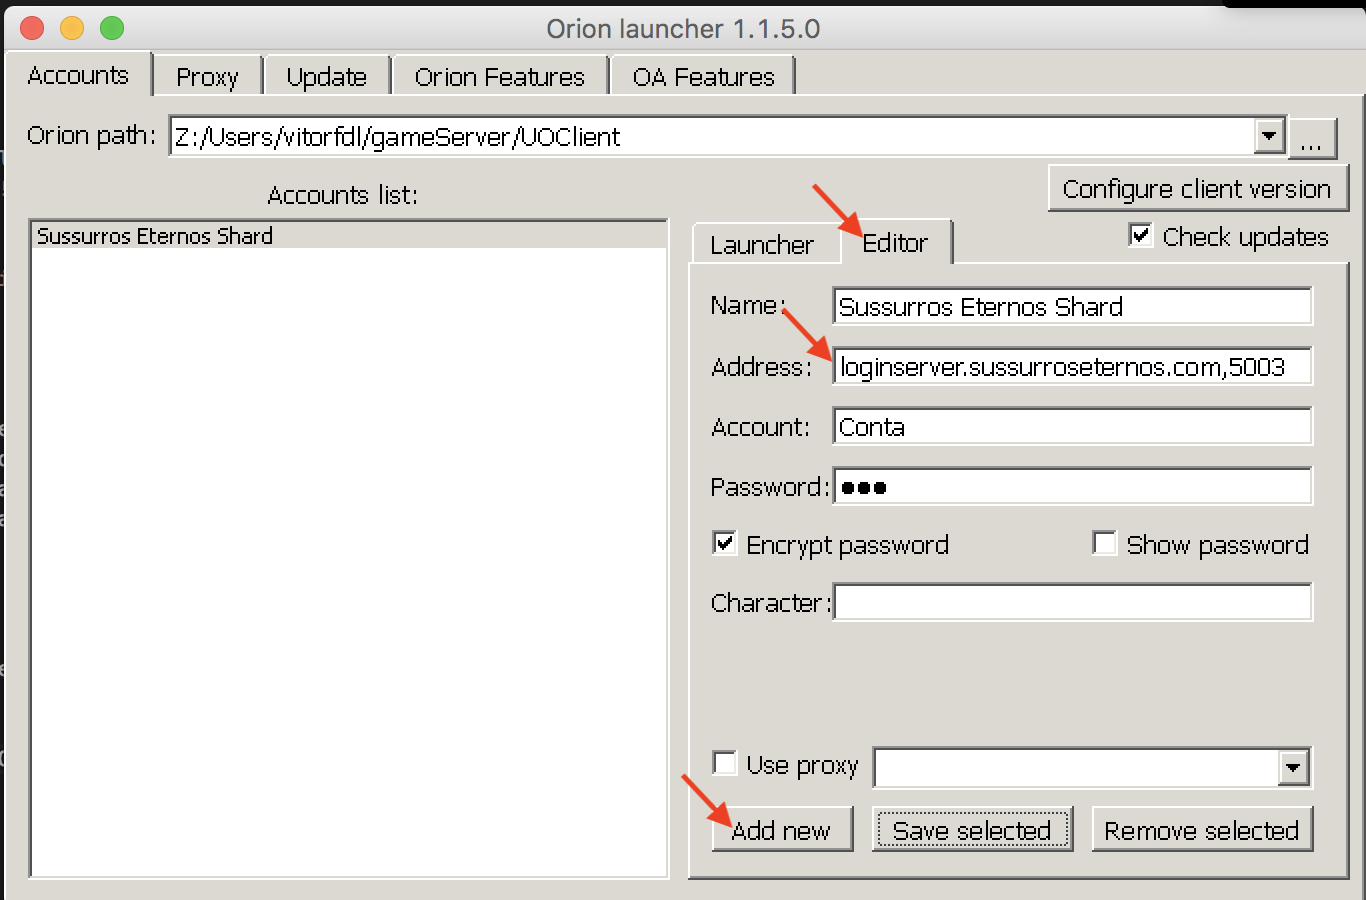 Orion launcher 1.1.5.0
Accounts
Proxy
Update
Orion Features
OA Features
Orion path:
Z:/Users/vitorfdl/gameServer/UOClient
...
Configure client version
Accounts list:
Check updates
Sussurros Eternos Shard
Launcher
Editor
Name:
Sussurros Eternos Shard
Address:
loginserver.sussurroseternos.com,5003
Account:
Conta
Password:
●●●
Encrypt password
Show password
Character:
Use proxy
Add new
Save selected
Remove selected